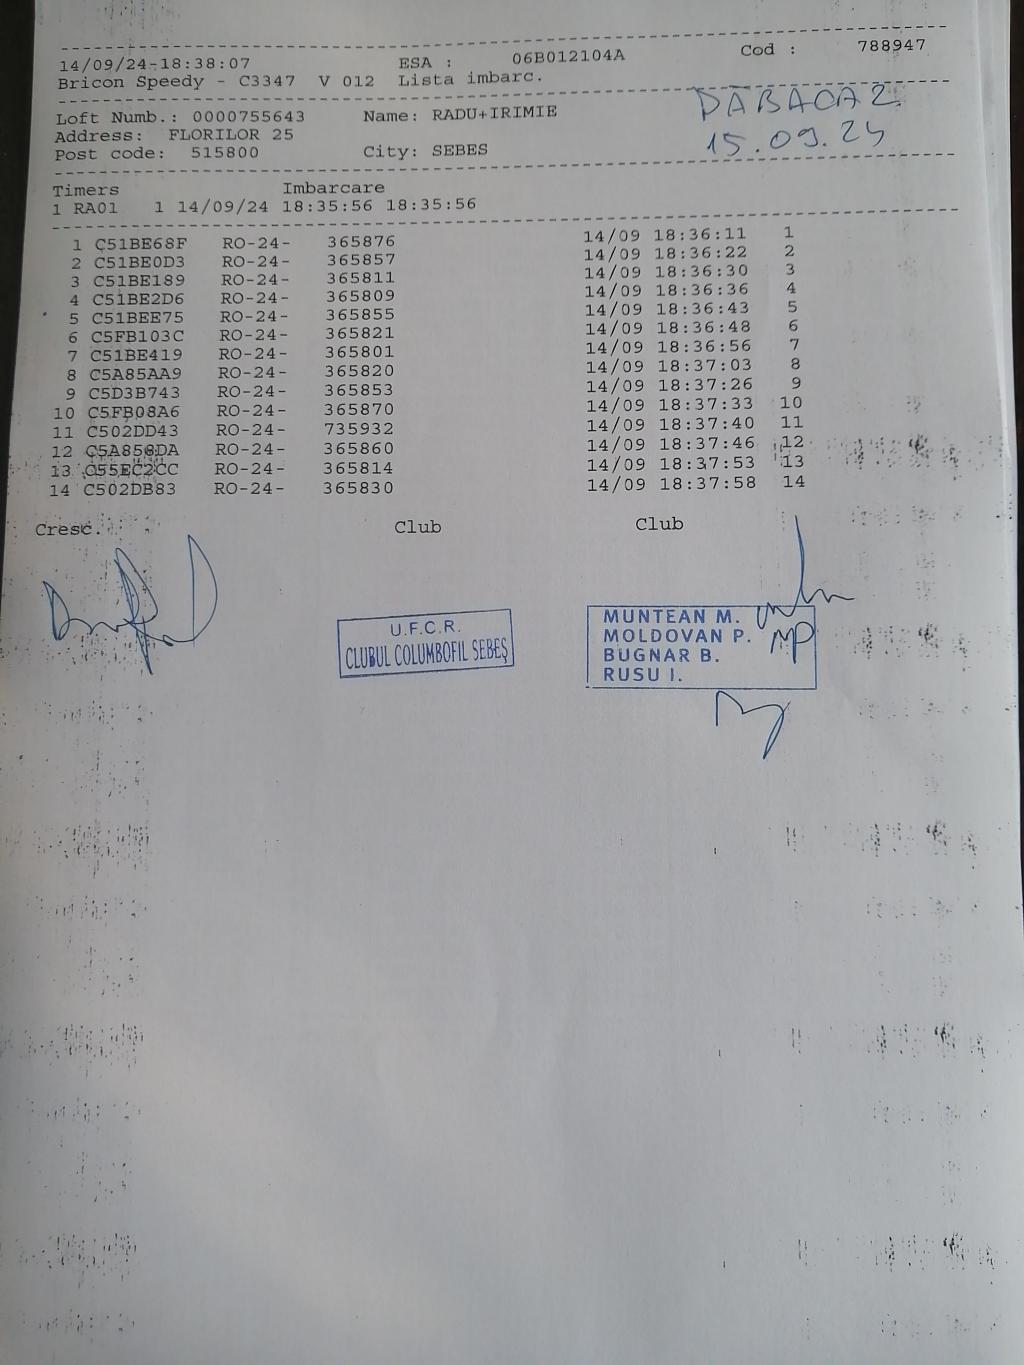 14/09/24-18:38:07 ESA : 06B012104A Cod : 788947
Bricon Speedy - C3347 V 012 Lista imbarc.
Loft Numb.: 0000755643 Name: RADU+IRIMIE
DABACA 2
Address: FLORILOR 25
15.09.24
Post code: 515800 City: SEBES
Timers Imbarcare
1 RA01 1 14/09/24 18:35:56 18:35:56
1 C51BE68F RO-24- 365876 14/09 18:36:11 1
2 C51BE0D3 RO-24- 365857 14/09 18:36:22 2
3 C51BE189 RO-24- 365811 14/09 18:36:30 3
4 C51BE2D6 RO-24- 365809 14/09 18:36:36 4
5 C51BEE75 RO-24- 365855 14/09 18:36:43 5
6 C5FB103C RO-24- 365821 14/09 18:36:48 6
7 C51BE419 RO-24- 365801 14/09 18:36:56 7
8 C5A85AA9 RO-24- 365820 14/09 18:37:03 8
9 C5D3B743 RO-24- 365853 14/09 18:37:26 9
10 C5FB08A6 RO-24- 365870 14/09 18:37:33 10
11 C502DD43 RO-24- 735932 14/09 18:37:40 11
12 C5A856DA RO-24- 365860 14/09 18:37:46 12
13 C55EC2CC RO-24- 365814 14/09 18:37:53 13
14 C502DB83 RO-24- 365830 14/09 18:37:58 14
Cresc. Club Club
U.F.C.R.
CLUBUL COLUMBOFIL SEBEȘ
MUNTEAN M.
MOLDOVAN P. MP
BUGNAR B.
RUSU I.